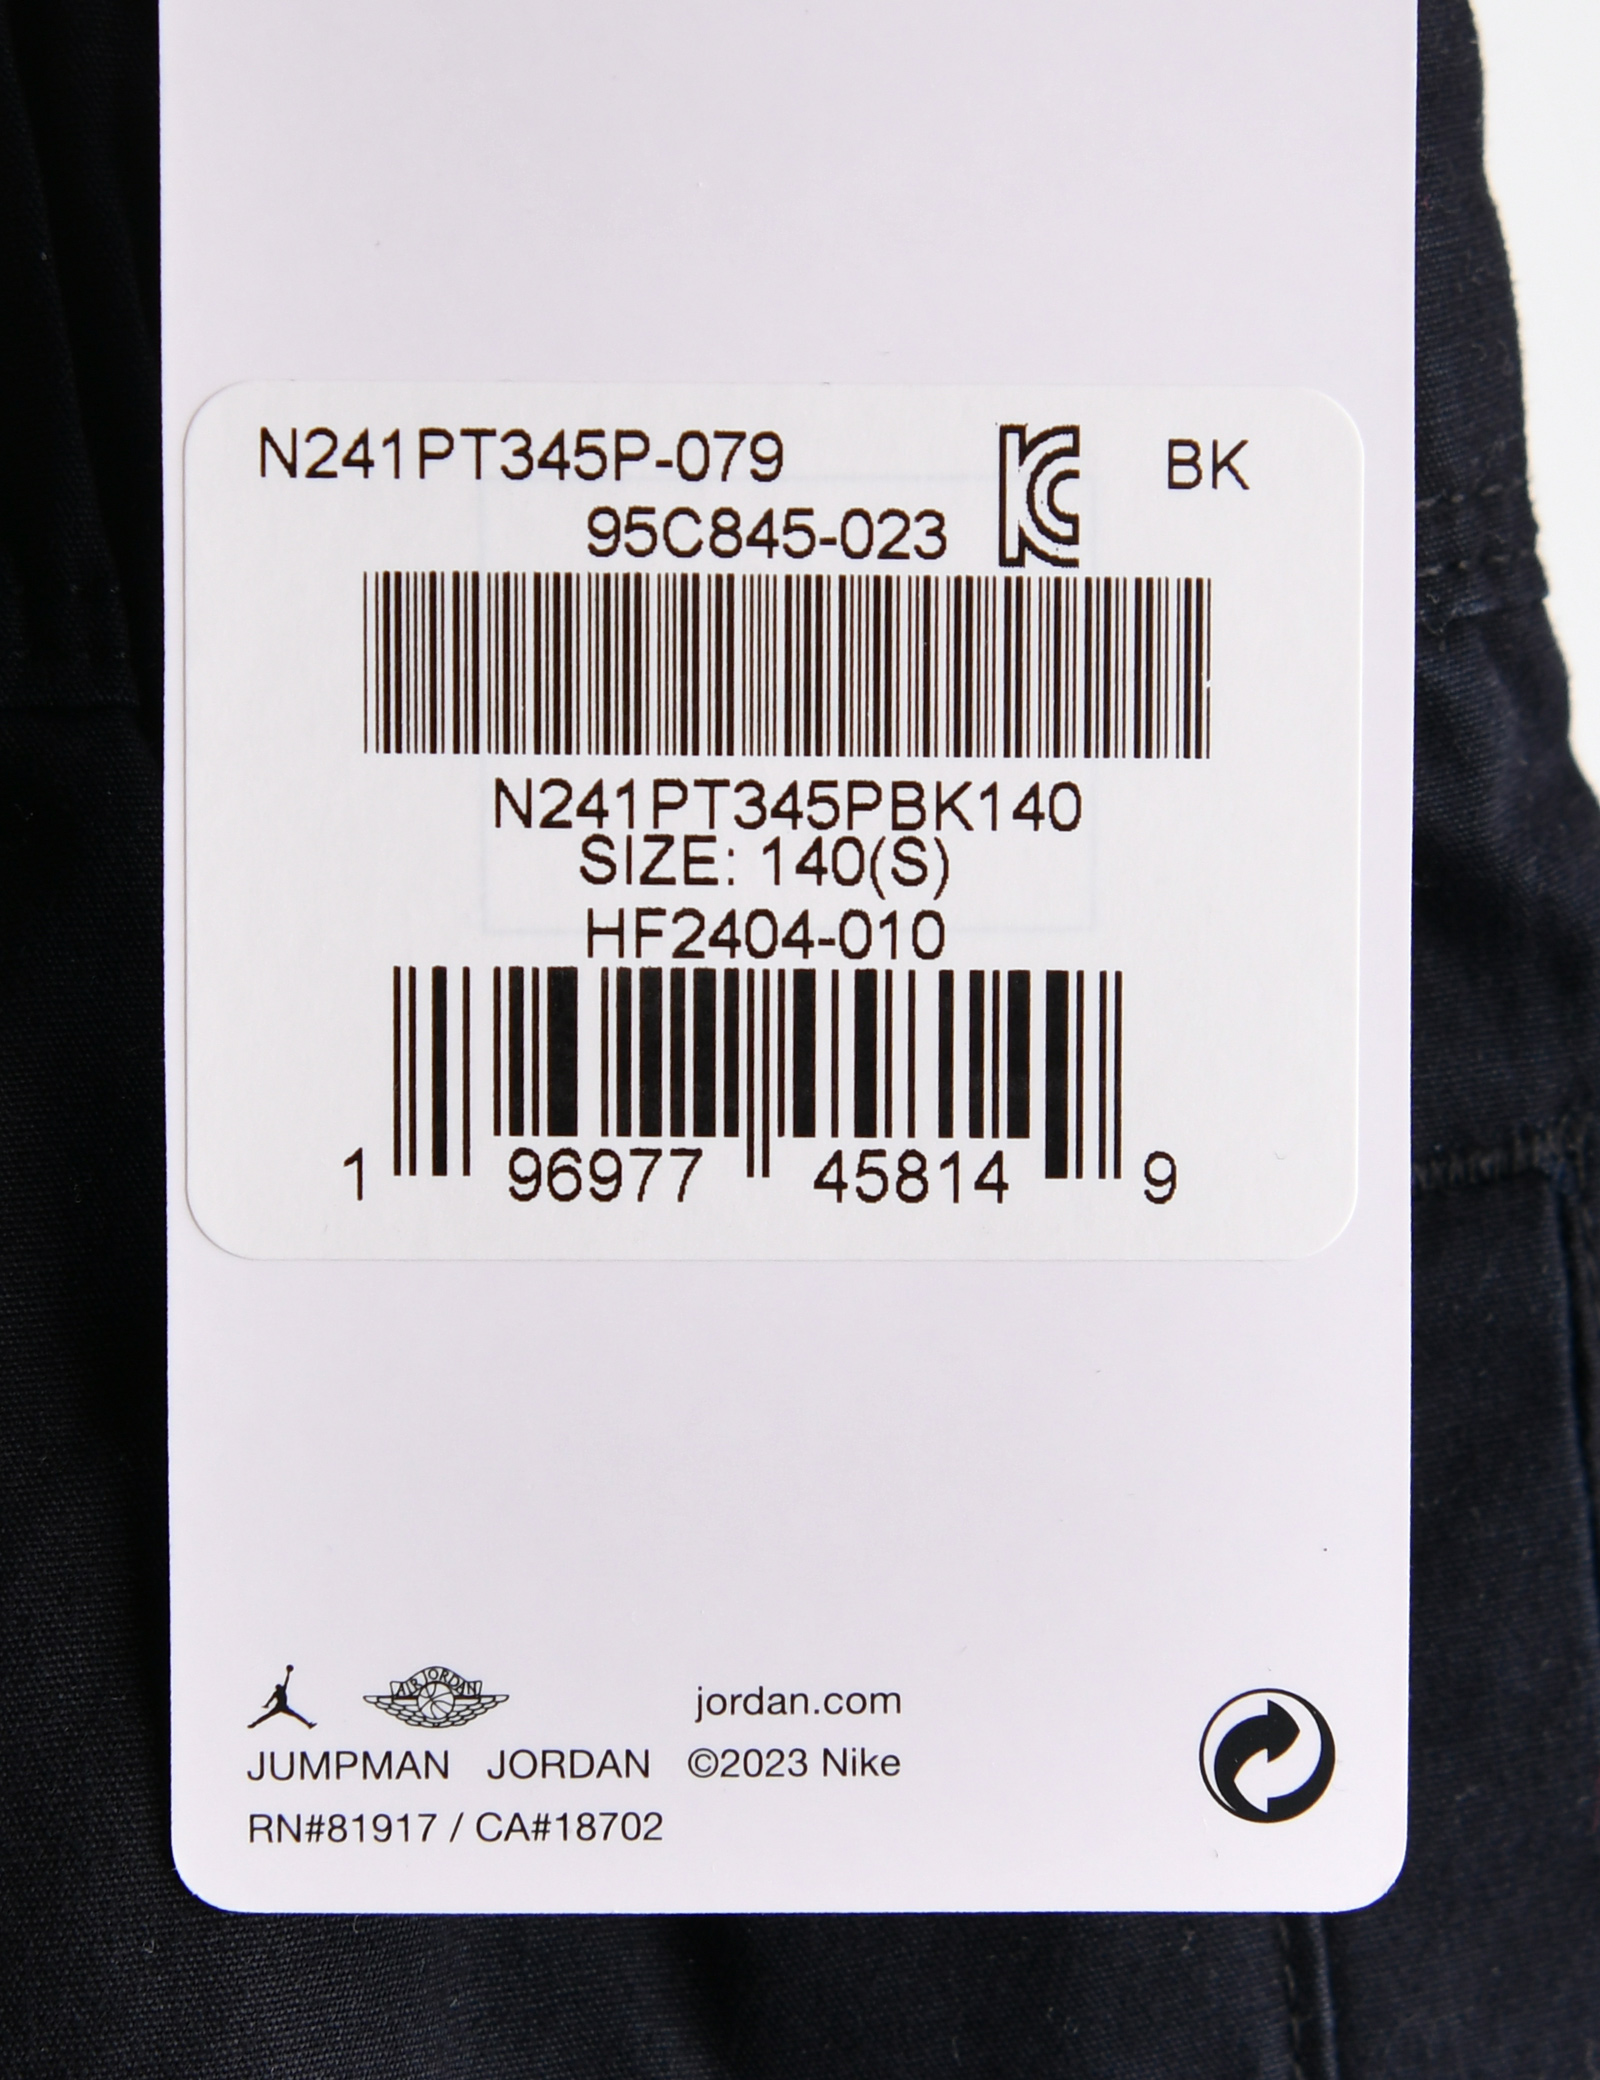 N241PT345P-079 BK
95C845-023
N241PT345PBK140
SIZE: 140(S)
HF2404-010
1 96977 45814 9
AIR JORDAN
jordan.com
JUMPMAN JORDAN ©2023 Nike
RN#81917 / CA#18702